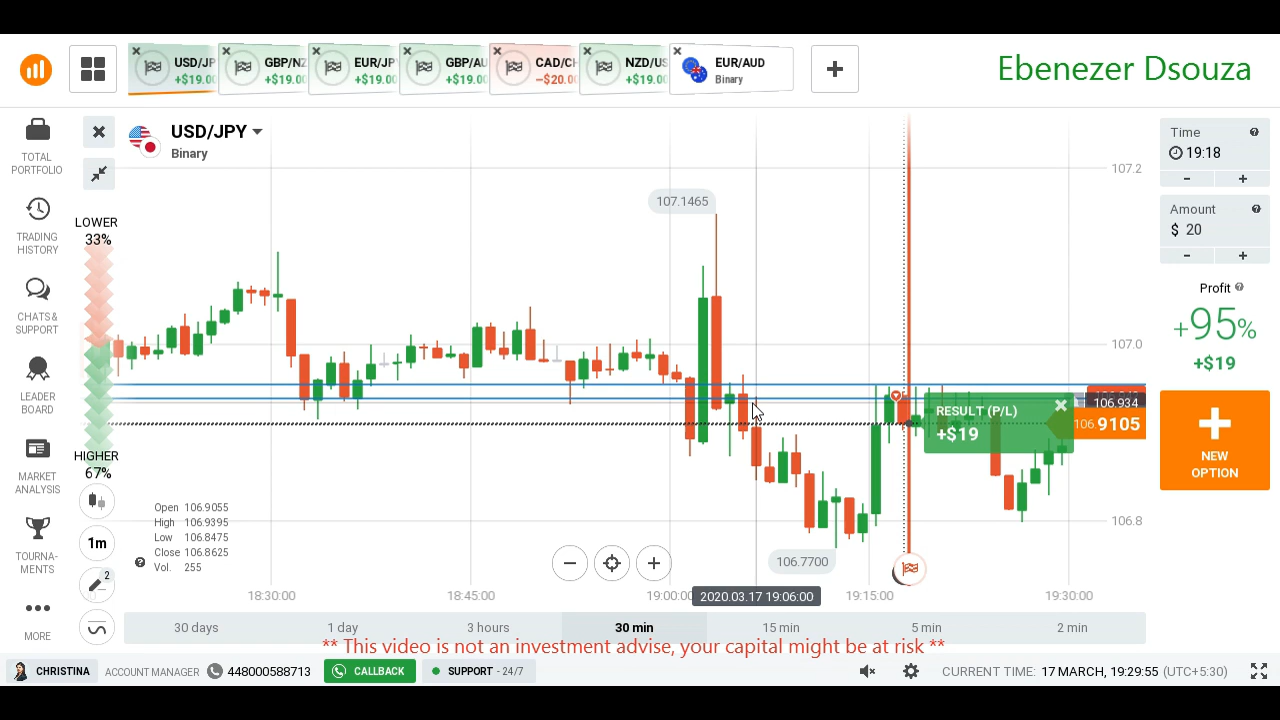 USD/JP
+$19.0
GBP/NZ
+$19.0
EUR/JP
+$19.0
GBP/AU
+$19.0
CAD/CH
−$20.0
NZD/US
+$19.0
EUR/AUD
Binary
Ebenezer Dsouza
TOTAL
PORTFOLIO
TRADING
HISTORY
CHATS &
SUPPORT
LEADER
BOARD
MARKET
ANALYSIS
TOURNA-
MENTS
MORE
USD/JPY
Binary
LOWER
33%
HIGHER
67%
1m
2
107.1465
106.7700
Open 106.9055
High 106.9395
Low 106.8475
Close 106.8625
Vol. 255
RESULT (P/L)
+$19
107.2
107.0
106.934
106.9105
106.8
18:30:00
18:45:00
19:00:00
2020.03.17 19:06:00
19:15:00
19:30:00
30 days
1 day
3 hours
30 min
15 min
5 min
2 min
Time
19:18
- +
Amount
$ 20
- +
Profit
+95%
+$19
NEW
OPTION
** This video is not an investment advise, your capital might be at risk **
CHRISTINA ACCOUNT MANAGER 448000588713 CALLBACK SUPPORT - 24/7 CURRENT TIME: 17 MARCH, 19:29:55 (UTC+5:30)